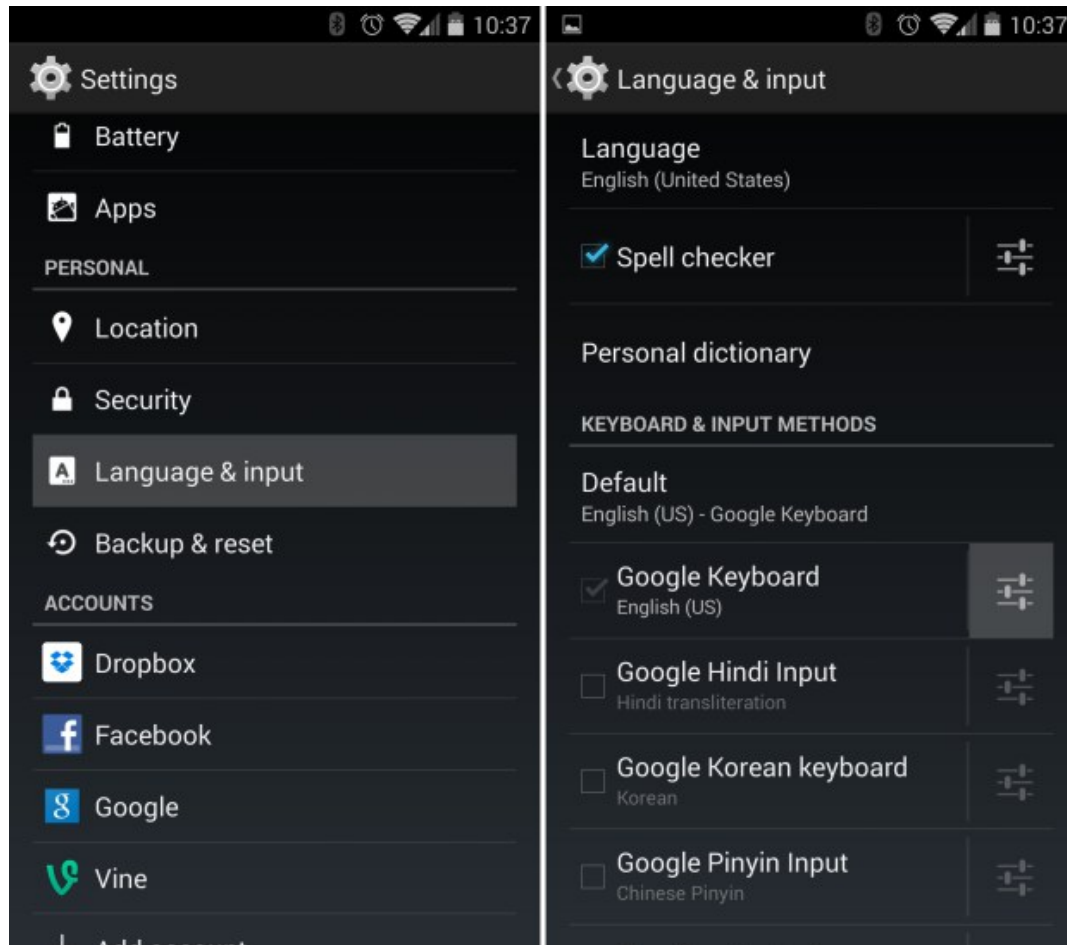 10:37
Settings
Battery
Apps
PERSONAL
Location
Security
Language & input
Backup & reset
ACCOUNTS
Dropbox
Facebook
Google
Vine
Add account
10:37
Language & input
Language
English (United States)
Spell checker
Personal dictionary
KEYBOARD & INPUT METHODS
Default
English (US) - Google Keyboard
Google Keyboard
English (US)
Google Hindi Input
Hindi transliteration
Google Korean keyboard
Korean
Google Pinyin Input
Chinese Pinyin